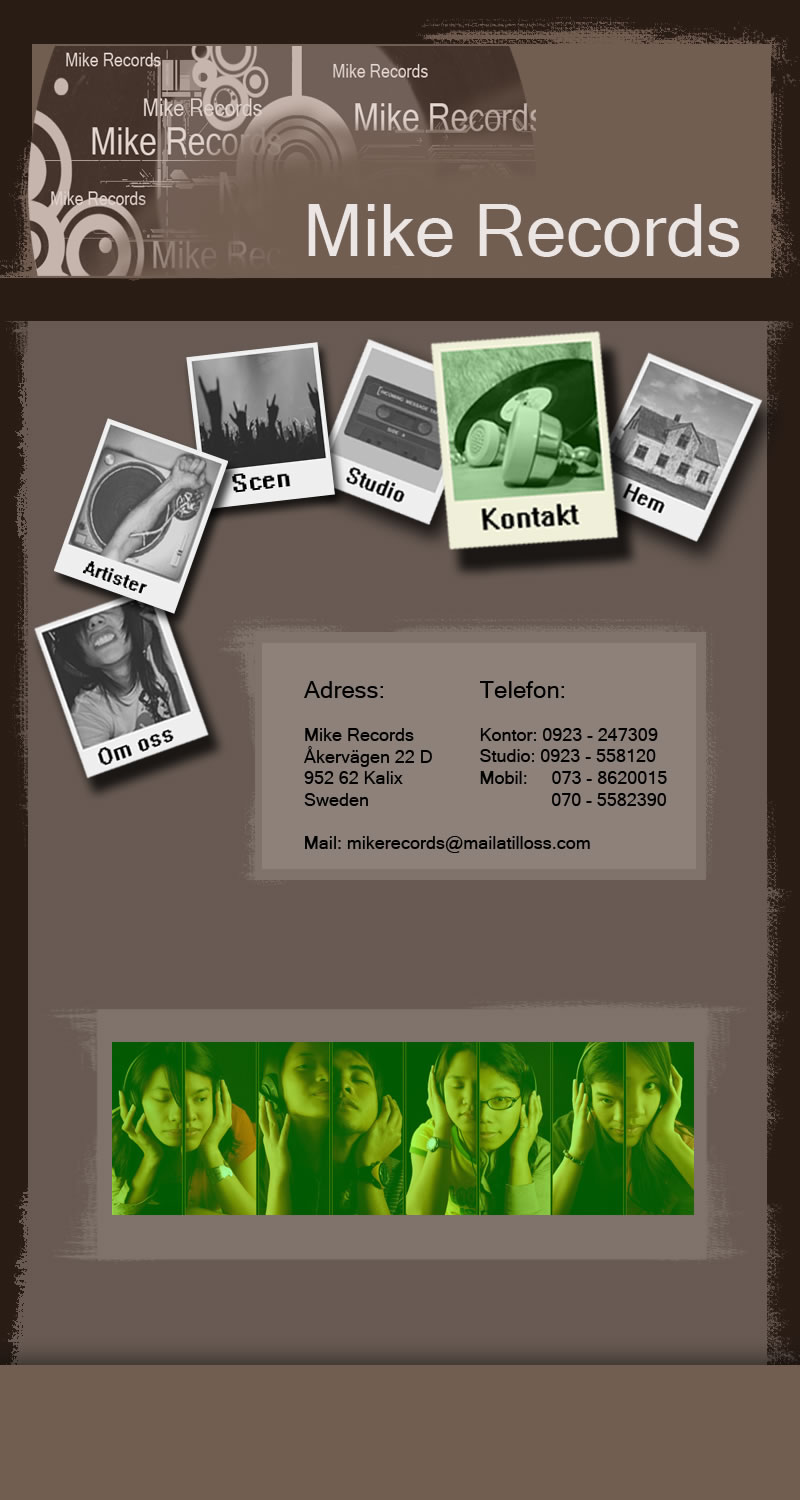 Mike Records
Mike Records
Mike Records
Mike Records
Mike Records
Mike Records
Mike Rec
Mike Records
Scen
Studio
Kontakt
Hem
Artister
Om oss
Adress:
Mike Records
Åkervägen 22 D
952 62 Kalix
Sweden
Telefon:
Kontor: 0923 - 247309
Studio: 0923 - 558120
Mobil: 073 - 8620015
070 - 5582390
Mail: mikerecords@mailatilloss.com